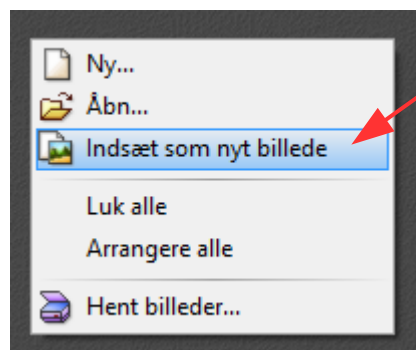 Ny...
Åbn...
Indsæt som nyt billede
Luk alle
Arrangere alle
Hent billeder...